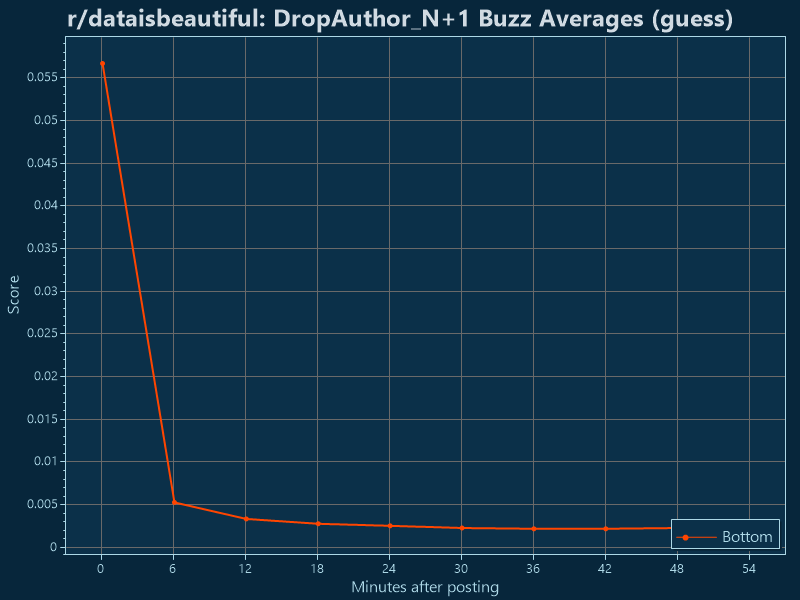 r/dataisbeautiful: DropAuthor_N+1 Buzz Averages (guess)
0.055
0.05
0.045
0.04
0.035
0.03
0.025
0.02
0.015
0.01
0.005
0
Score
Bottom
0 6 12 18 24 30 36 42 48 54
Minutes after posting